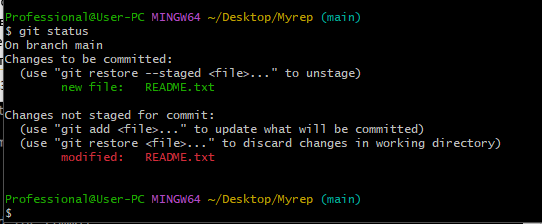 Professional@User-PC MINGW64 ~/Desktop/Myrep (main)
$ git status
On branch main
Changes to be committed:
  (use "git restore --staged <file>..." to unstage)
        new file:   README.txt

Changes not staged for commit:
  (use "git add <file>..." to update what will be committed)
  (use "git restore <file>..." to discard changes in working directory)
        modified:   README.txt

Professional@User-PC MINGW64 ~/Desktop/Myrep (main)
$